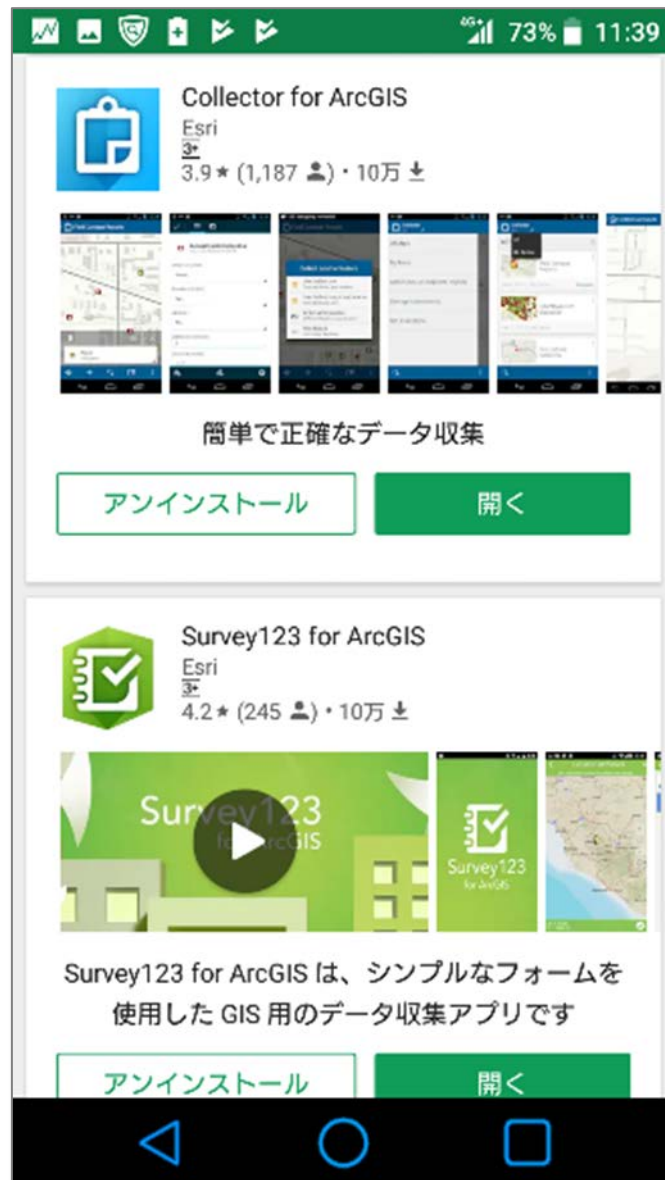 4G+ 73% 11:39
Collector for ArcGIS
Esri
3+
3.9★ (1,187 ) • 10万
簡単で正確なデータ収集
アンインストール 開く
Survey123 for ArcGIS
Esri
3+
4.2★ (245 ) • 10万
Survey123
for ArcGIS
Survey123
for ArcGIS
Survey123 for ArcGIS は、シンプルなフォームを
使用した GIS 用のデータ収集アプリです
アンインストール 開く